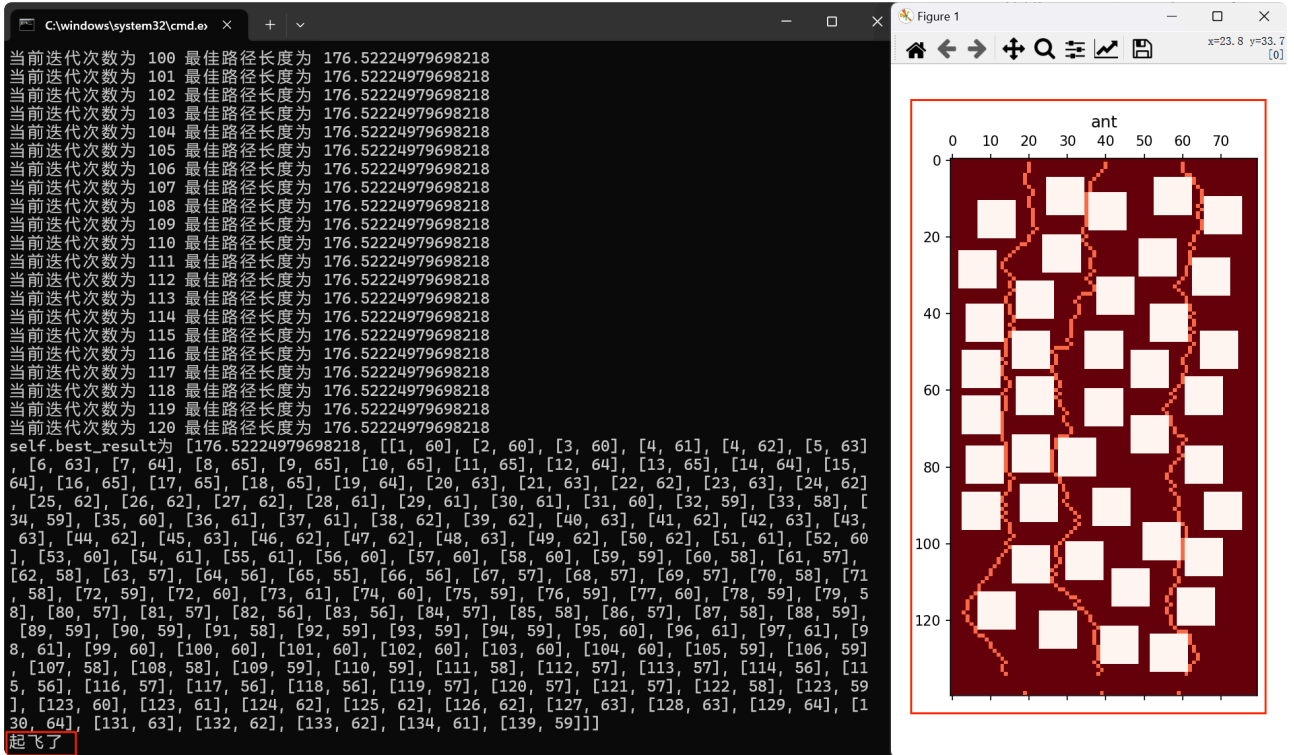 C:\windows\system32\cmd.ex
当前迭代次数为 100 最佳路径长度为 176.52224979698218
当前迭代次数为 101 最佳路径长度为 176.52224979698218
当前迭代次数为 102 最佳路径长度为 176.52224979698218
当前迭代次数为 103 最佳路径长度为 176.52224979698218
当前迭代次数为 104 最佳路径长度为 176.52224979698218
当前迭代次数为 105 最佳路径长度为 176.52224979698218
当前迭代次数为 106 最佳路径长度为 176.52224979698218
当前迭代次数为 107 最佳路径长度为 176.52224979698218
当前迭代次数为 108 最佳路径长度为 176.52224979698218
当前迭代次数为 109 最佳路径长度为 176.52224979698218
当前迭代次数为 110 最佳路径长度为 176.52224979698218
当前迭代次数为 111 最佳路径长度为 176.52224979698218
当前迭代次数为 112 最佳路径长度为 176.52224979698218
当前迭代次数为 113 最佳路径长度为 176.52224979698218
当前迭代次数为 114 最佳路径长度为 176.52224979698218
当前迭代次数为 115 最佳路径长度为 176.52224979698218
当前迭代次数为 116 最佳路径长度为 176.52224979698218
当前迭代次数为 117 最佳路径长度为 176.52224979698218
当前迭代次数为 118 最佳路径长度为 176.52224979698218
当前迭代次数为 119 最佳路径长度为 176.52224979698218
当前迭代次数为 120 最佳路径长度为 176.52224979698218
self.best_result为 [176.52224979698218, [[1, 60], [2, 60], [3, 60], [4, 61], [4, 62], [5, 63]
, [6, 63], [7, 64], [8, 65], [9, 65], [10, 65], [11, 65], [12, 64], [13, 65], [14, 64], [15,
64], [16, 65], [17, 65], [18, 65], [19, 64], [20, 63], [21, 63], [22, 62], [23, 63], [24, 62]
, [25, 62], [26, 62], [27, 62], [28, 61], [29, 61], [30, 61], [31, 60], [32, 59], [33, 58], [
34, 59], [35, 60], [36, 61], [37, 61], [38, 62], [39, 62], [40, 63], [41, 62], [42, 63], [43,
63], [44, 62], [45, 63], [46, 62], [47, 62], [48, 63], [49, 62], [50, 62], [51, 61], [52, 60
], [53, 60], [54, 61], [55, 61], [56, 60], [57, 60], [58, 60], [59, 59], [60, 58], [61, 57],
[62, 58], [63, 57], [64, 56], [65, 55], [66, 56], [67, 57], [68, 57], [69, 57], [70, 58], [71
, 58], [72, 59], [72, 60], [73, 61], [74, 60], [75, 59], [76, 59], [77, 60], [78, 59], [79, 5
8], [80, 57], [81, 57], [82, 56], [83, 56], [84, 57], [85, 58], [86, 57], [87, 58], [88, 59],
[89, 59], [90, 59], [91, 58], [92, 59], [93, 59], [94, 59], [95, 60], [96, 61], [97, 61], [9
8, 61], [99, 60], [100, 60], [101, 60], [102, 60], [103, 60], [104, 60], [105, 59], [106, 59]
, [107, 58], [108, 58], [109, 59], [110, 59], [111, 58], [112, 57], [113, 57], [114, 56], [11
5, 56], [116, 57], [117, 56], [118, 56], [119, 57], [120, 57], [121, 57], [122, 58], [123, 59
], [123, 60], [123, 61], [124, 62], [125, 62], [126, 62], [127, 63], [128, 63], [129, 64], [1
30, 64], [131, 63], [132, 62], [133, 62], [134, 61], [139, 59]]]
起飞了
Figure 1
x=23.8 y=33.7
[0]
ant
0 10 20 30 40 50 60 70
0
20
40
60
80
100
120